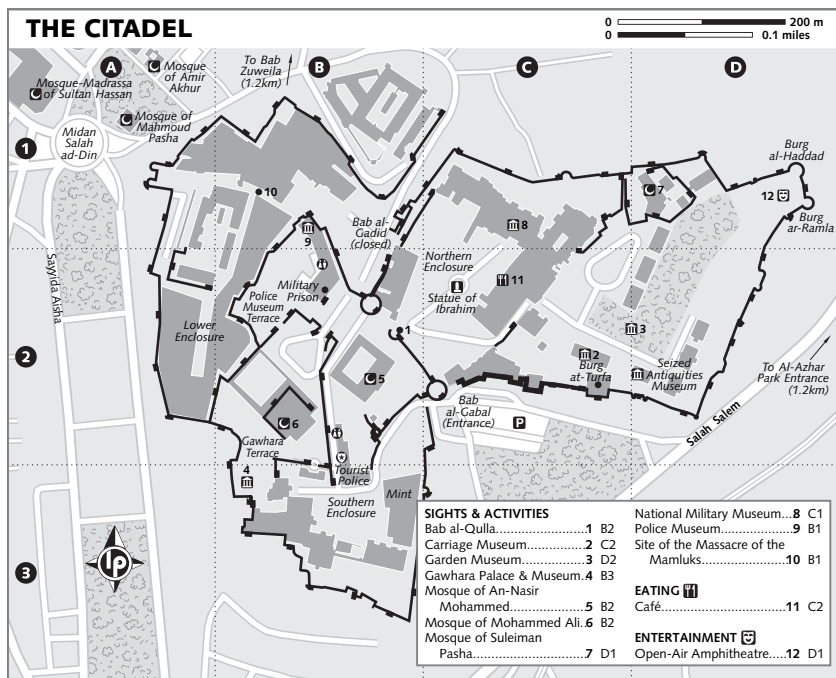 THE CITADEL
0 200 m
0 0.1 miles
A
B
C
D
1
2
3
Mosque-Madrassa
of Sultan Hassan
Mosque
of Amir
Akhur
To Bab
Zuweila
(1.2km)
Mosque of
Mahmoud
Pasha
Midan
Salah
ad-Din
Burg
al-Haddad
12
Burg
ar-Ramla
7
10
9
8
Bab al-
Gadid
(closed)
Northern
Enclosure
11
Statue of
Ibrahim
Military
Prison
Police
Museum
Terrace
Sayyida Aisha
Lower
Enclosure
1
3
2
Burg
at-Turfa
Seized
Antiquities
Museum
To Al-Azhar
Park Entrance
(1.2km)
5
Bab
al-Gabal
(Entrance)
P
Salah Salem
6
Gawhara
Terrace
4
Tourist
Police
Southern
Enclosure
Mint
lp
SIGHTS & ACTIVITIES
Bab al-Qulla.....................1 B2
Carriage Museum..............2 C2
Garden Museum...............3 D2
Gawhara Palace & Museum.4 B3
Mosque of An-Nasir
Mohammed...................5 B2
Mosque of Mohammed Ali..6 B2
Mosque of Suleiman
Pasha............................7 D1
National Military Museum...8 C1
Police Museum.................9 B1
Site of the Massacre of the
Mamluks......................10 B1
EATING
Café...............................11 C2
ENTERTAINMENT
Open-Air Amphitheatre.....12 D1